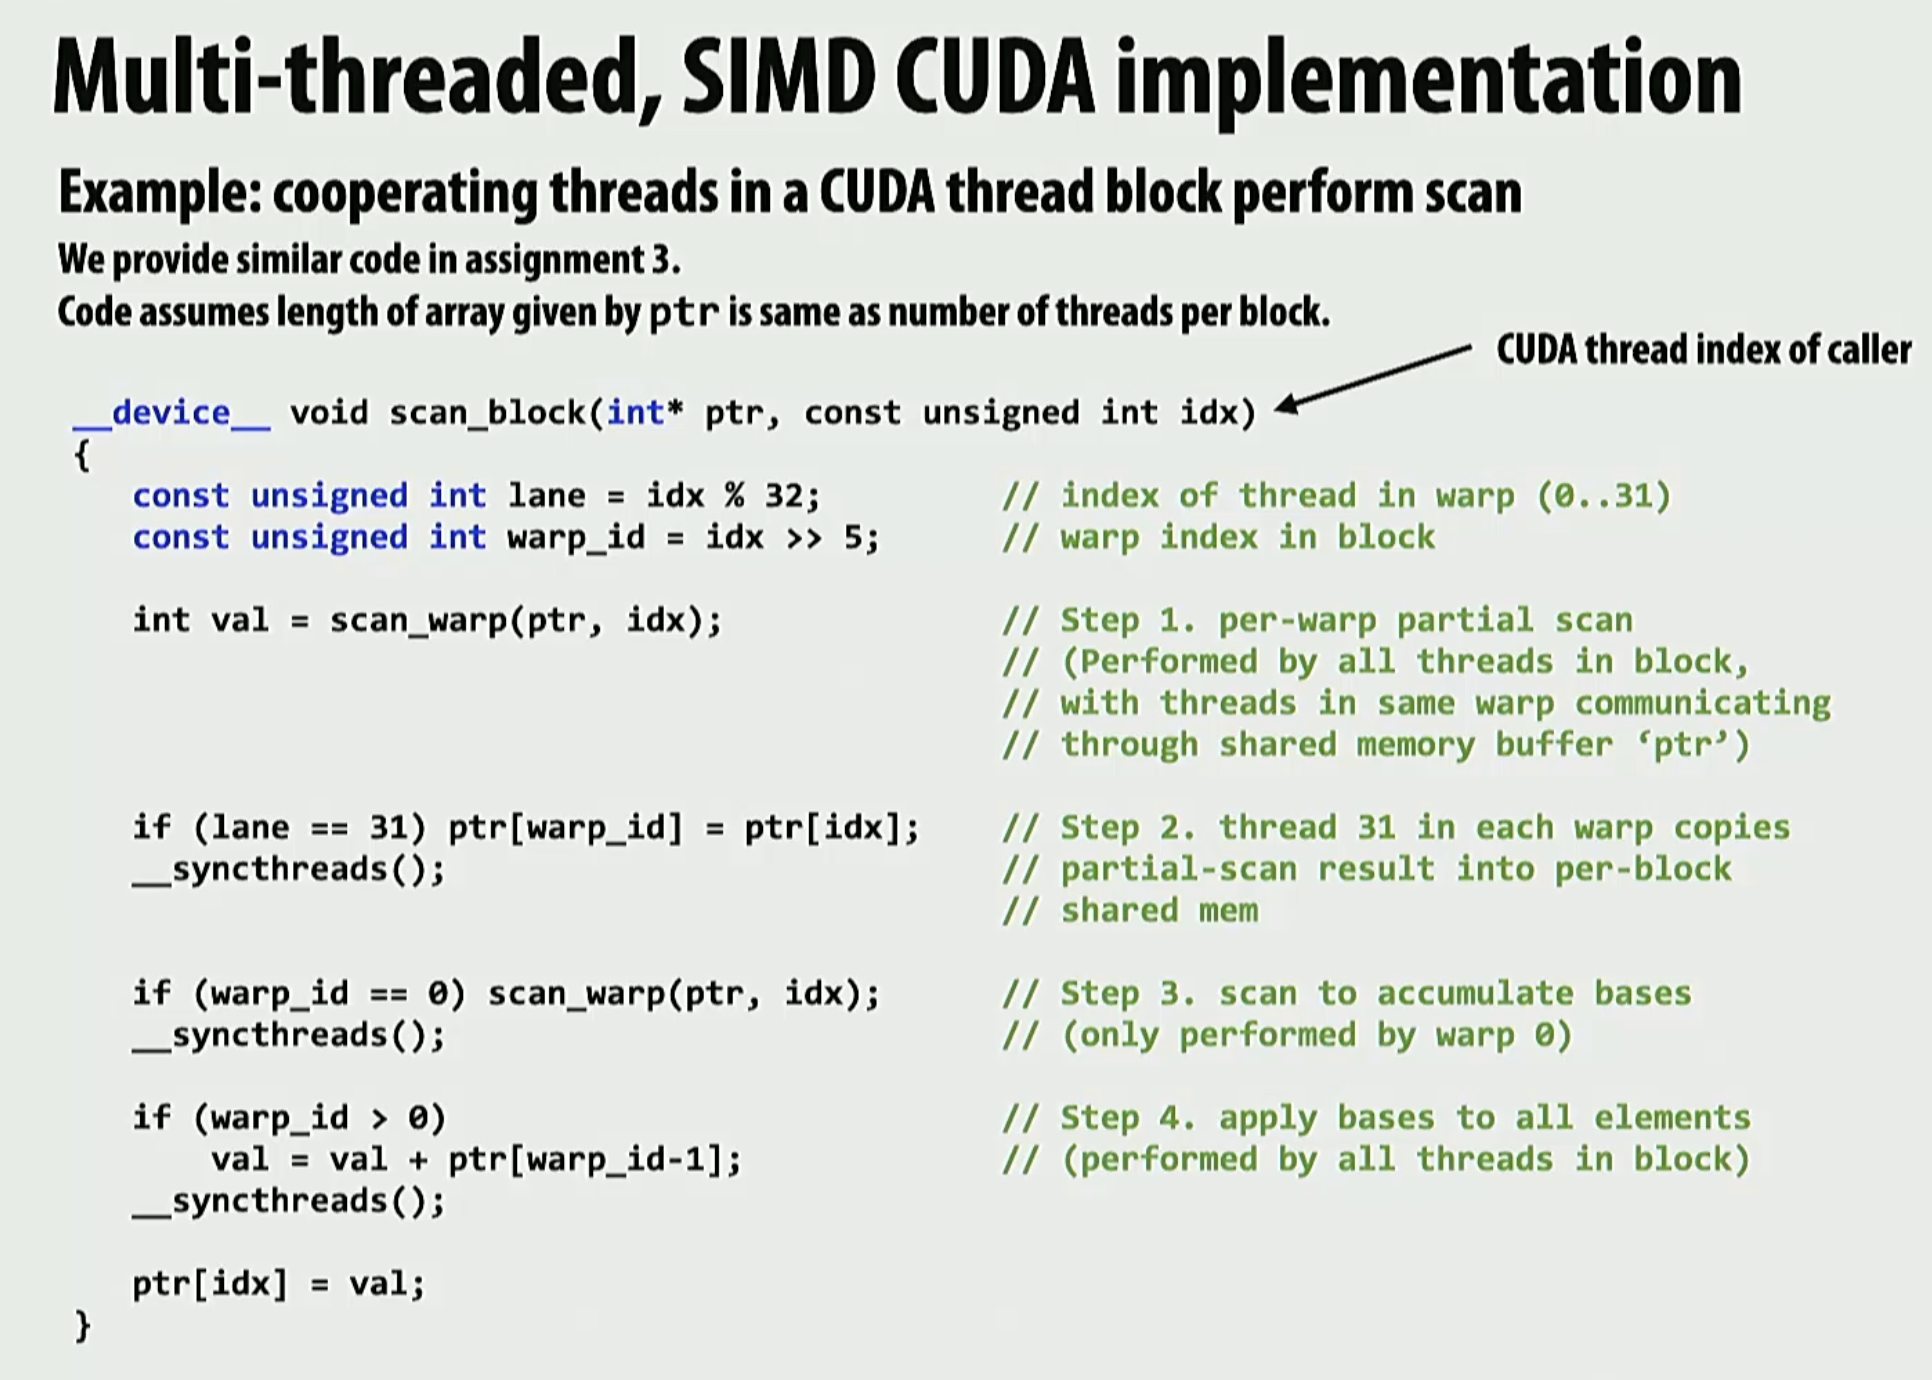 Multi-threaded, SIMD CUDA implementation
Example: cooperating threads in a CUDA thread block perform scan
We provide similar code in assignment 3.
Code assumes length of array given by ptr is same as number of threads per block.
CUDA thread index of caller
__device__ void scan_block(int* ptr, const unsigned int idx)
{
const unsigned int lane = idx % 32; // index of thread in warp (0..31)
const unsigned int warp_id = idx >> 5; // warp index in block
int val = scan_warp(ptr, idx); // Step 1. per-warp partial scan
// (Performed by all threads in block,
// with threads in same warp communicating
// through shared memory buffer ‘ptr’)
if (lane == 31) ptr[warp_id] = ptr[idx]; // Step 2. thread 31 in each warp copies
__syncthreads(); // partial-scan result into per-block
// shared mem
if (warp_id == 0) scan_warp(ptr, idx); // Step 3. scan to accumulate bases
__syncthreads(); // (only performed by warp 0)
if (warp_id > 0) // Step 4. apply bases to all elements
val = val + ptr[warp_id-1]; // (performed by all threads in block)
__syncthreads();
ptr[idx] = val;
}